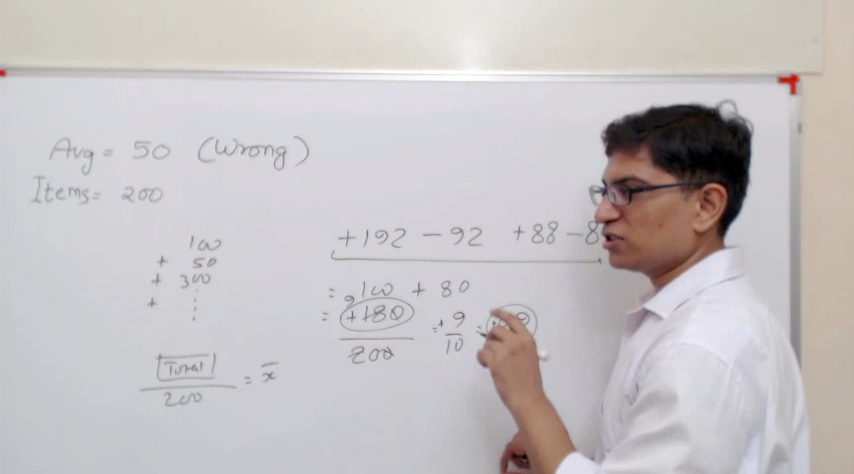 Avg = 50 (Wrong)
Items = 200
100
+ 50
+ 300
+ ⋮
Total
200
= x̄
+192 - 92 +88 - 8
= 100 + 80
= +180
200
= + 9
10
=